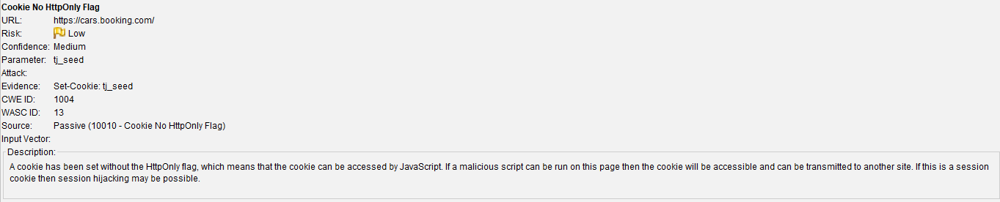 Cookie No HttpOnly Flag
URL: https://cars.booking.com/
Risk: Low
Confidence: Medium
Parameter: tj_seed
Attack:
Evidence: Set-Cookie: tj_seed
CWE ID: 1004
WASC ID: 13
Source: Passive (10010 - Cookie No HttpOnly Flag)
Input Vector:
Description:
A cookie has been set without the HttpOnly flag, which means that the cookie can be accessed by JavaScript. If a malicious script can be run on this page then the cookie will be accessible and can be transmitted to another site. If this is a session
cookie then session hijacking may be possible.